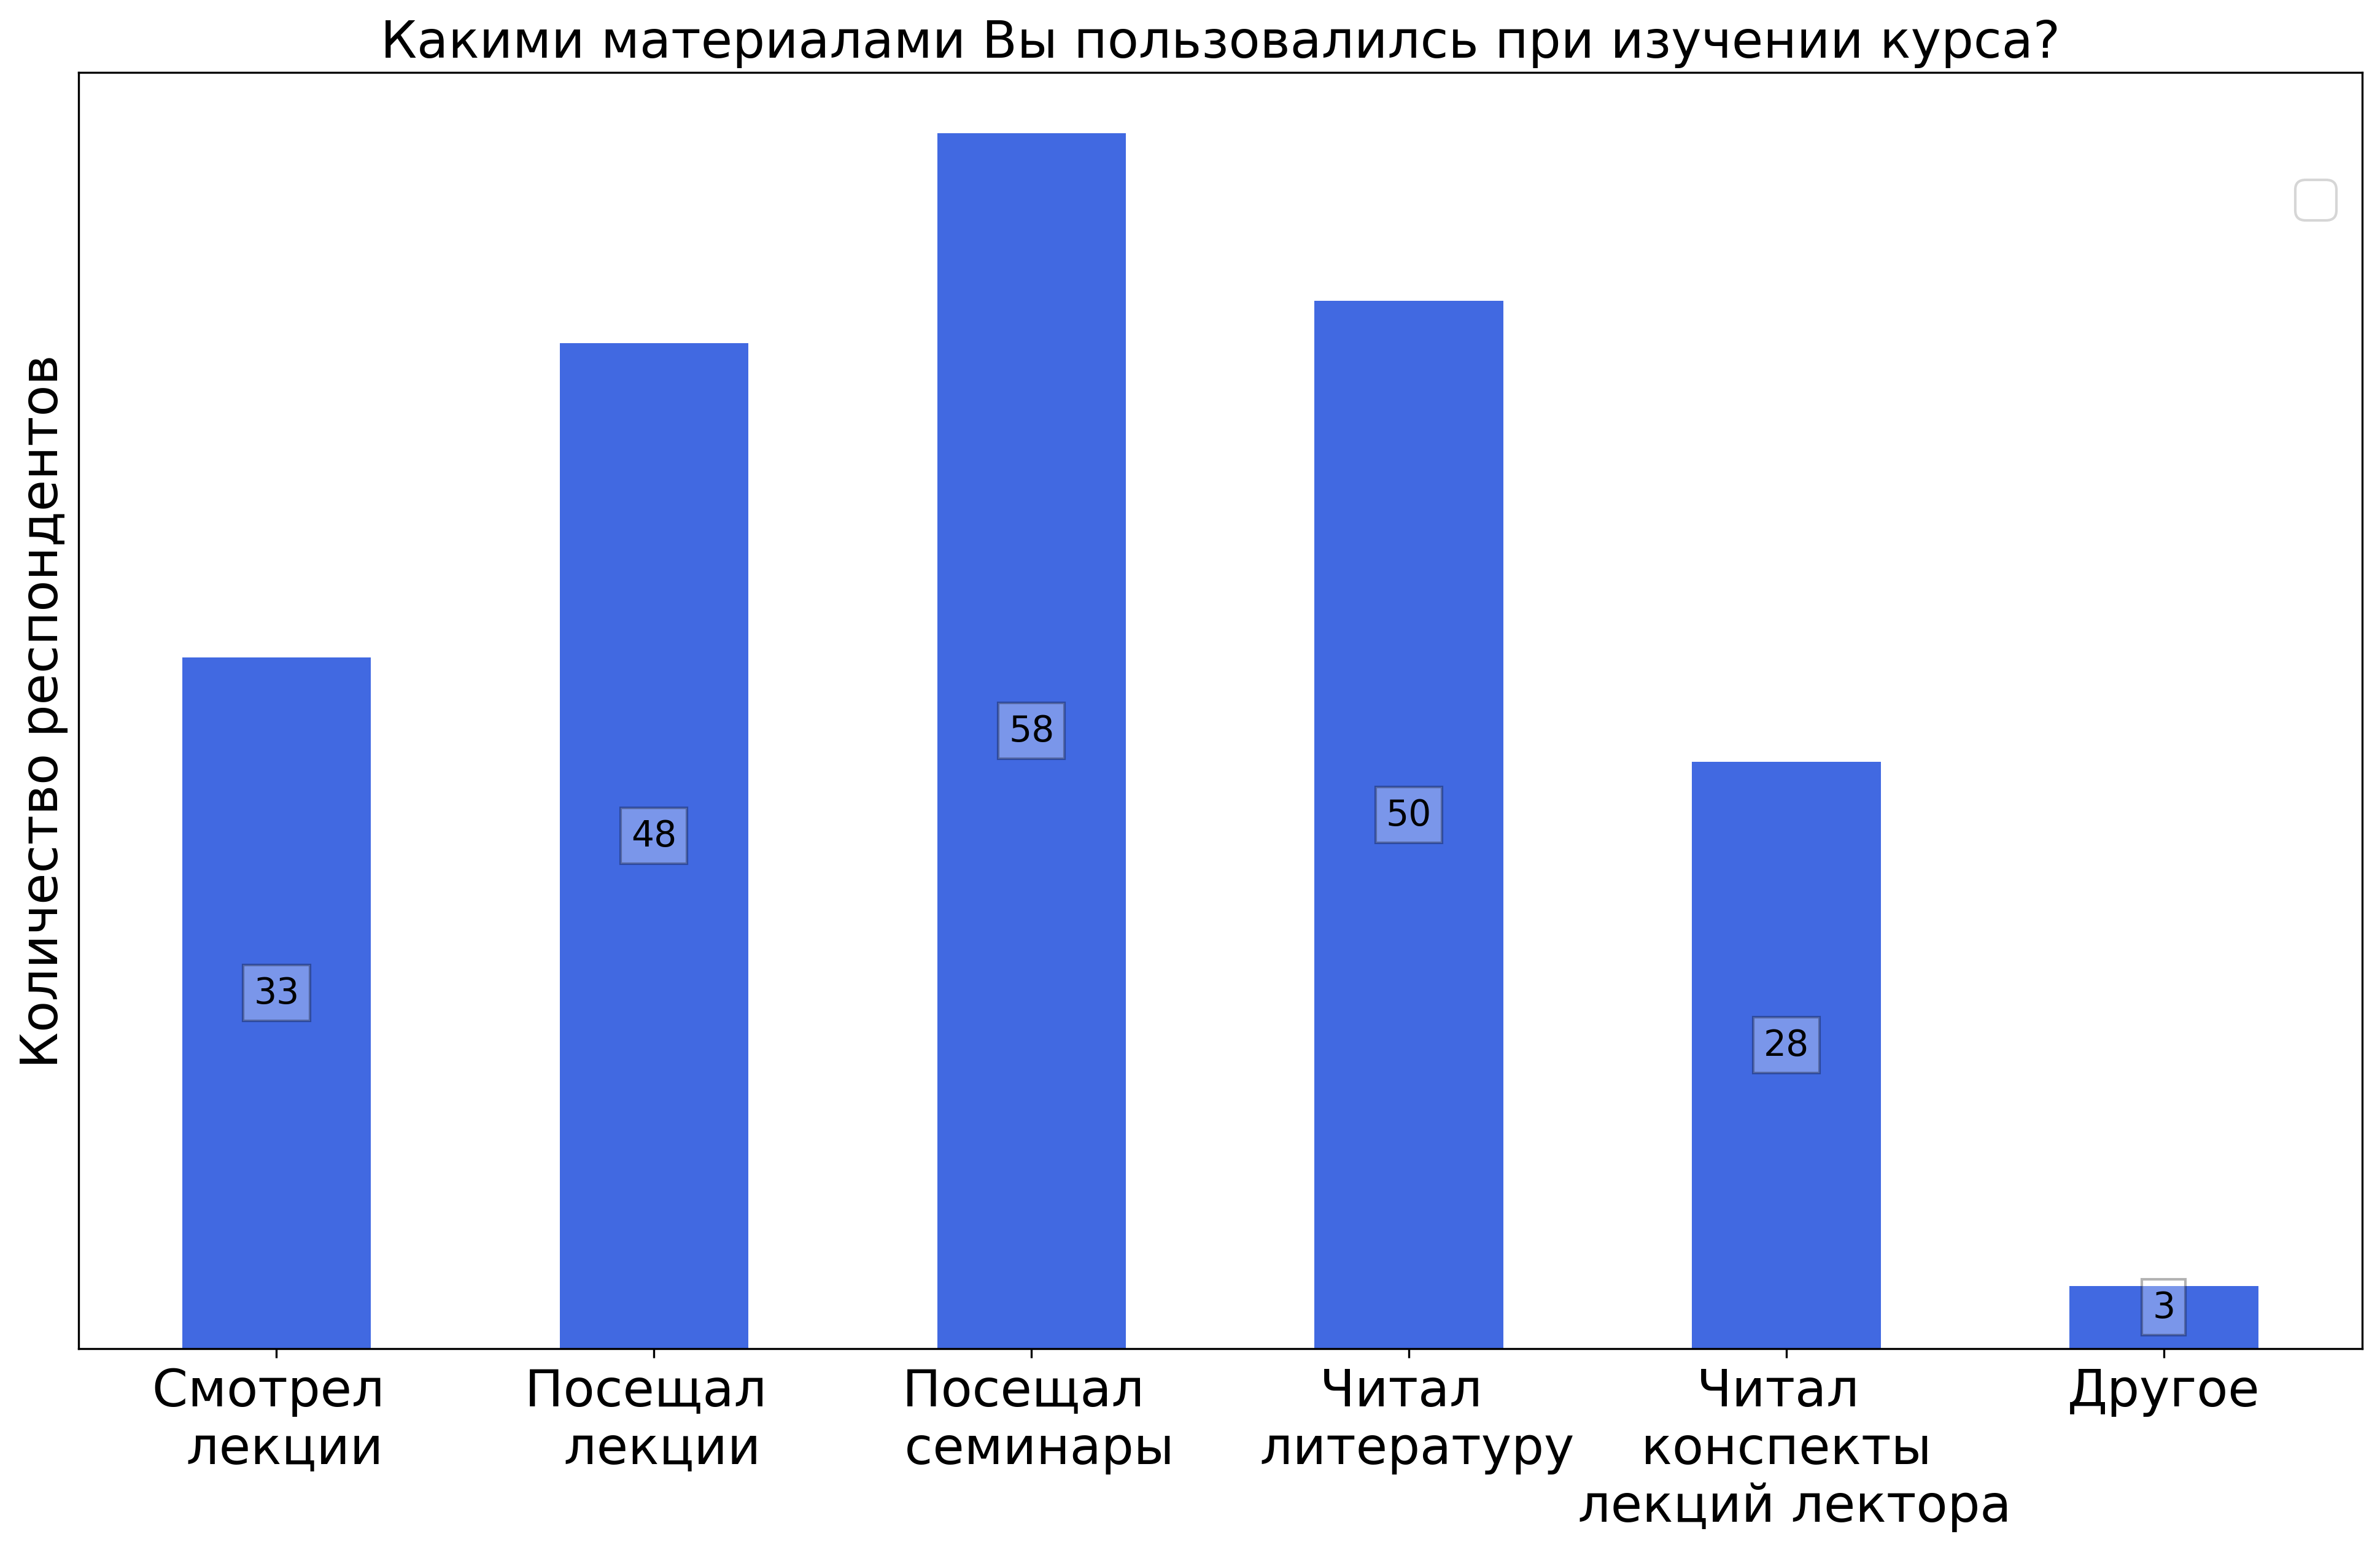 Какими материалами Вы пользовалилсь при изучении курса?
Количество респондентов
33
48
58
50
28
3
Смотрел
лекции
Посещал
лекции
Посещал
семинары
Читал
литературу
Читал
конспекты
лекций лектора
Другое